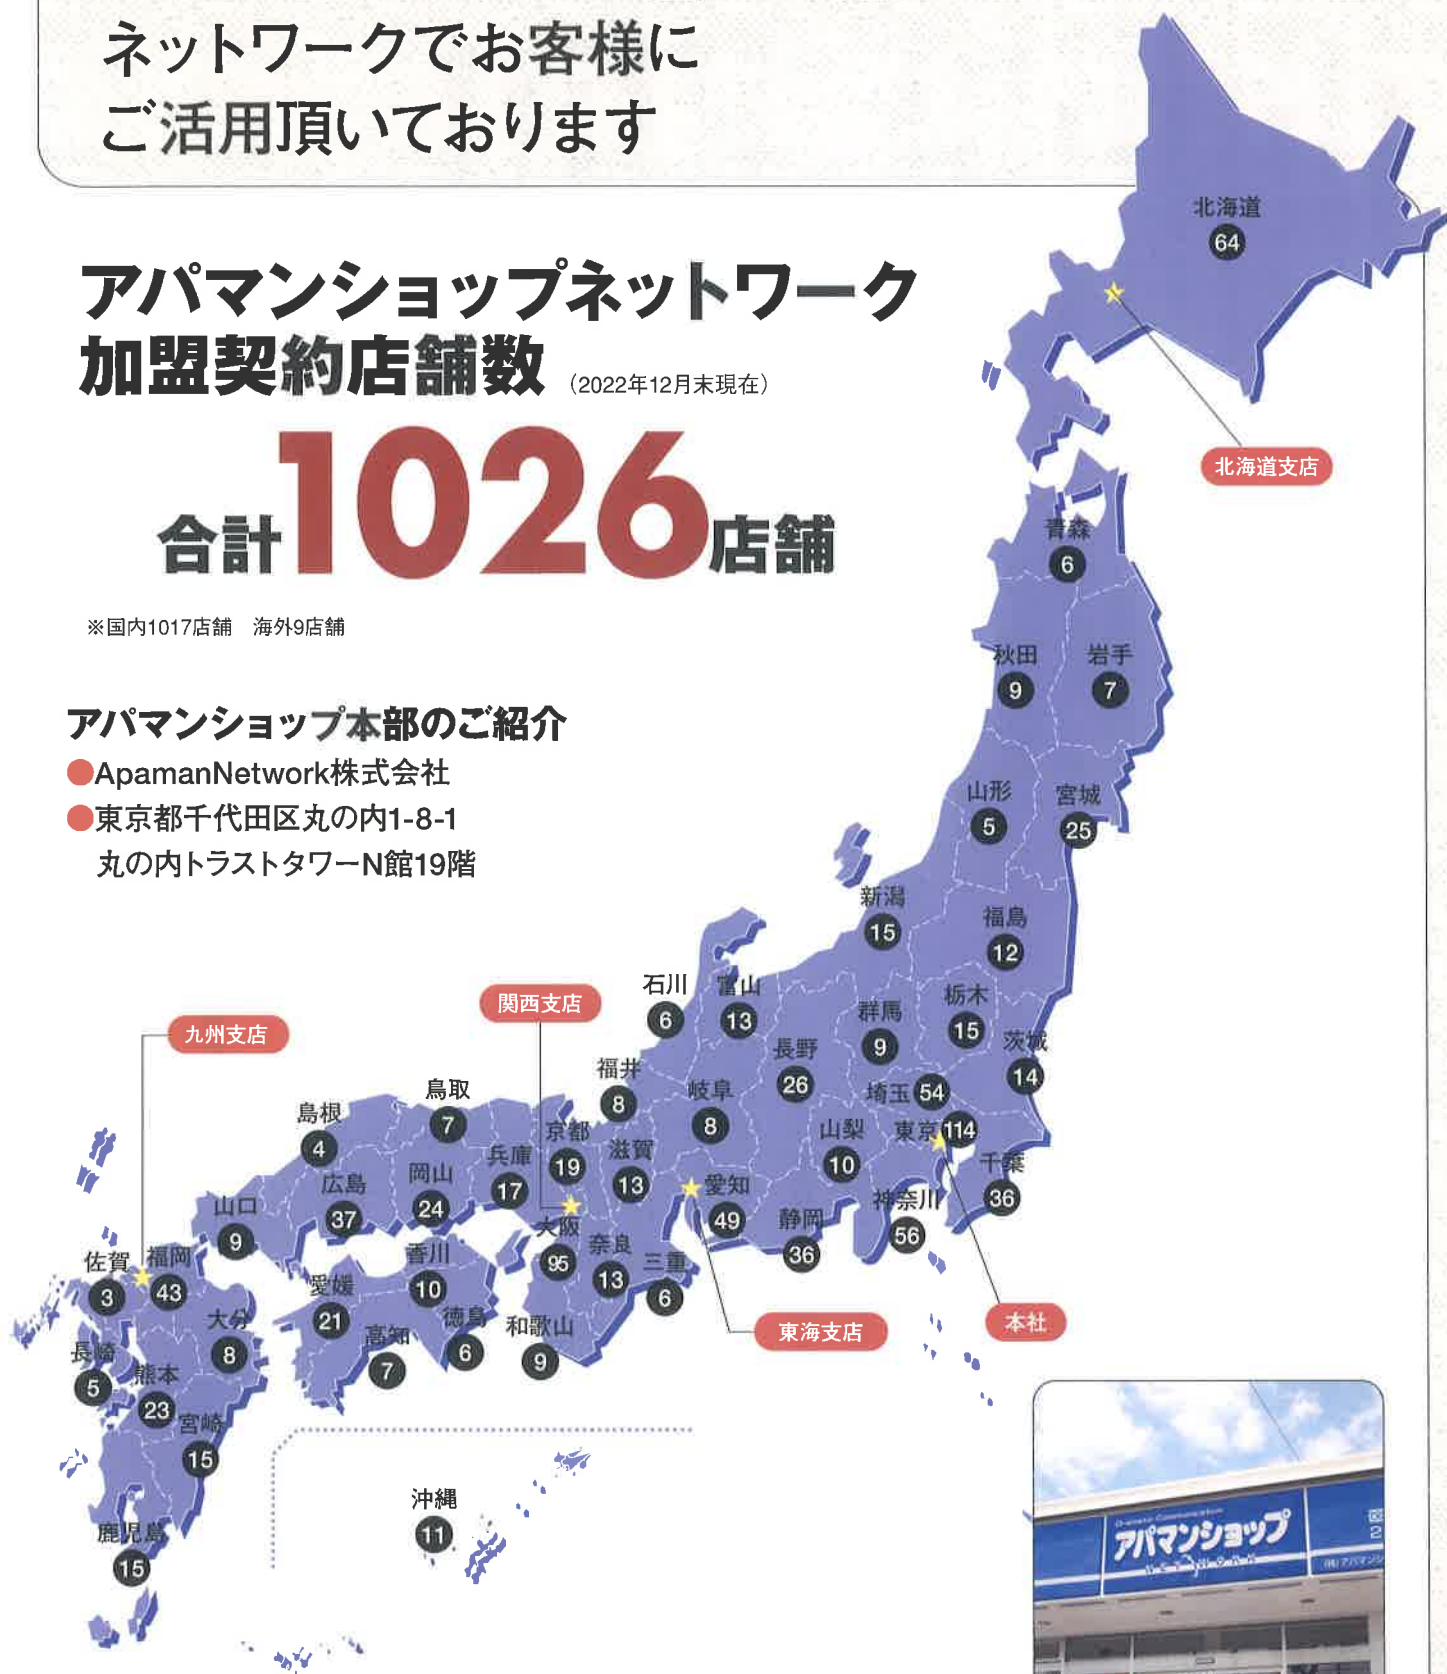 ネットワークでお客様に
ご活用頂いております
アパマンショップネットワーク
加盟契約店舗数 (2022年12月末現在)
合計1026店舗
※国内1017店舗 海外9店舗
アパマンショップ本部のご紹介
●ApamanNetwork株式会社
●東京都千代田区丸の内1-8-1
丸の内トラストタワーN館19階
北海道
64
北海道支店
青森
6
秋田
9
岩手
7
山形
5
宮城
25
新潟
15
福島
12
石川
6
富山
13
群馬
9
栃木
15
茨城
14
長野
26
埼玉 54
東京 114
千葉
36
神奈川
56
山梨
10
静岡
36
愛知
49
岐阜
8
福井
8
滋賀
13
三重
6
京都
19
大阪
95
奈良
13
和歌山
9
兵庫
17
鳥取
7
島根
4
岡山
24
広島
37
山口
9
香川
10
愛媛
21
高知
7
徳島
6
福岡
43
佐賀
3
長崎
5
大分
8
熊本
23
宮崎
15
鹿児島
15
沖縄
11
九州支店
関西支店
東海支店
本社
アパマンショップ
NETWORK